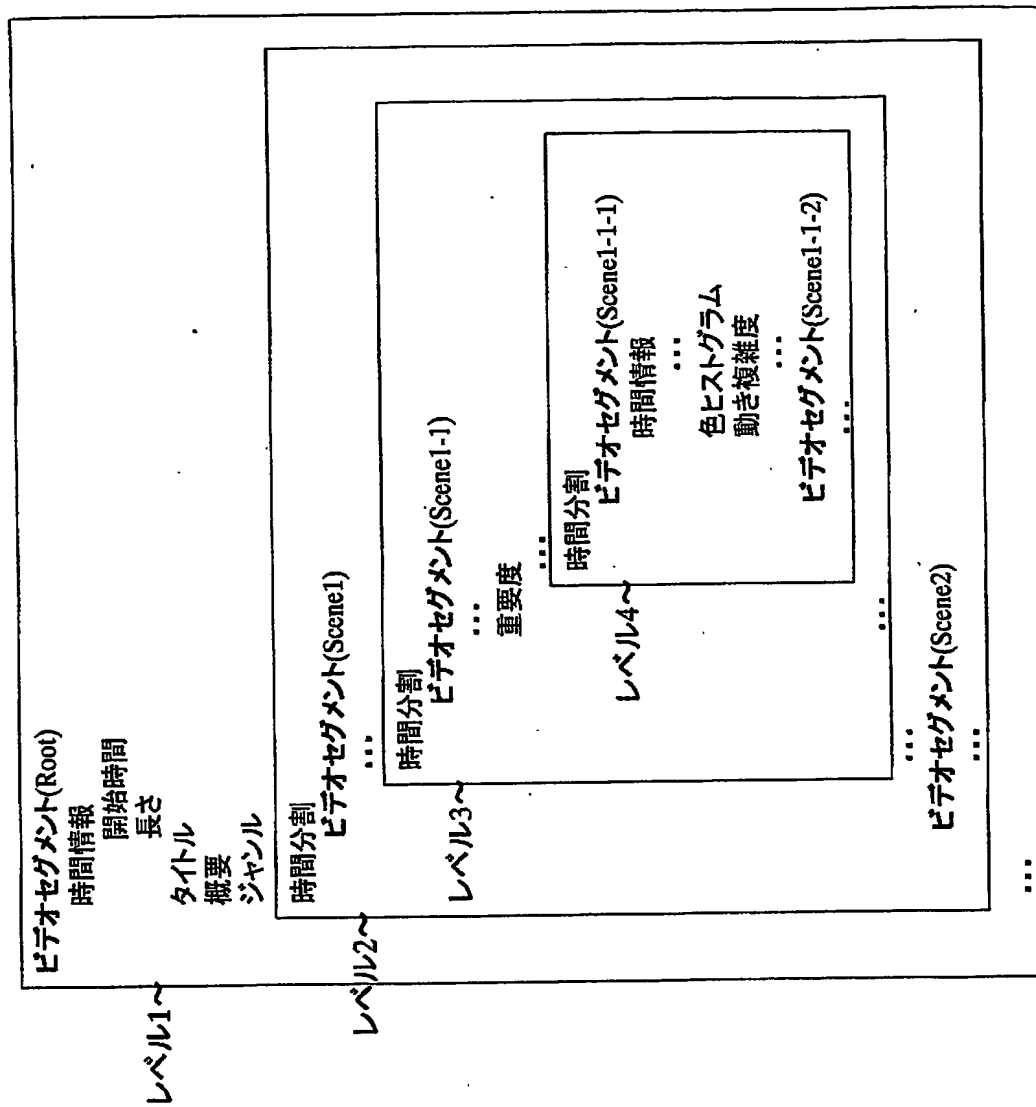 ビデオセグメント(Root)
時間情報
開始時間
長さ
タイトル
概要
ジャンル
レベル1～
時間分割
ビデオセグメント(Scene1)
...
レベル2～
時間分割
ビデオセグメント(Scene1-1)
...
重要度
...
レベル3～
時間分割
ビデオセグメント(Scene1-1-1)
時間情報
...
色ヒストグラム
動き複雑度
...
ビデオセグメント(Scene1-1-2)
...
レベル4～
...
...
ビデオセグメント(Scene2)
...
...